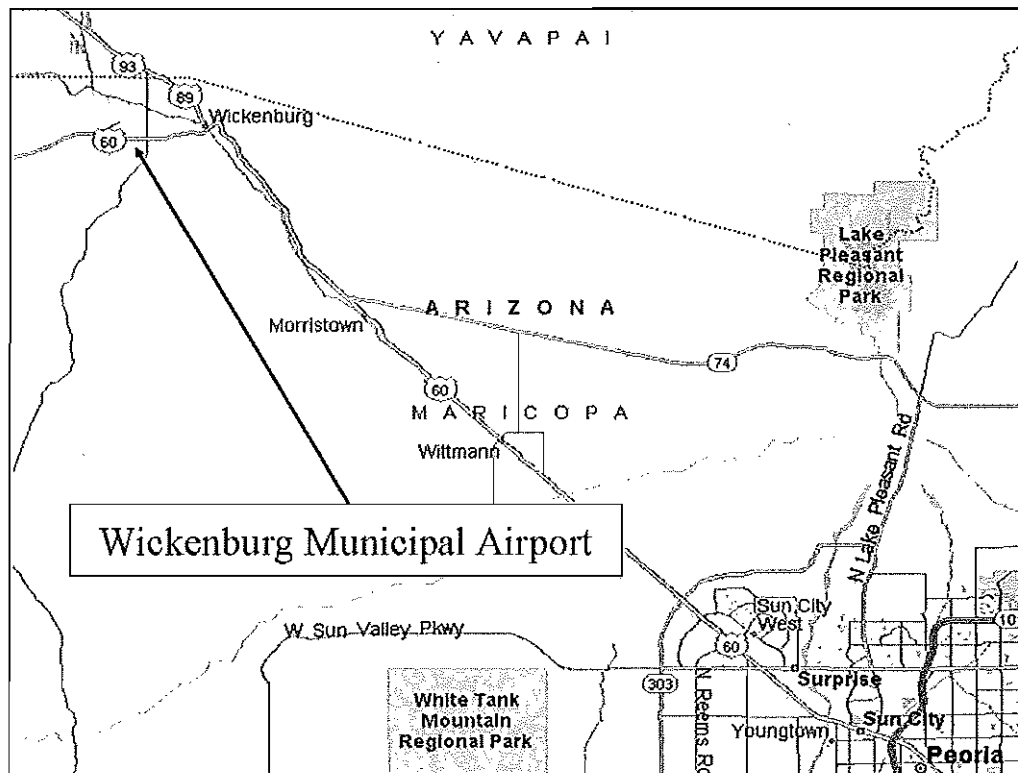 YAVAPAI
93
89
Wickenburg
60
Lake
Pleasant
Regional
Park
ARIZONA
Morristown
74
60
MARICOPA
Wittmann
N Lake Pleasant Rd
Wickenburg Municipal Airport
Sun City
West
W Sun Valley Pkwy
60
10
303
Surprise
N Reems Rd
White Tank
Mountain
Regional Park
Sun City
Youngtown
Peoria